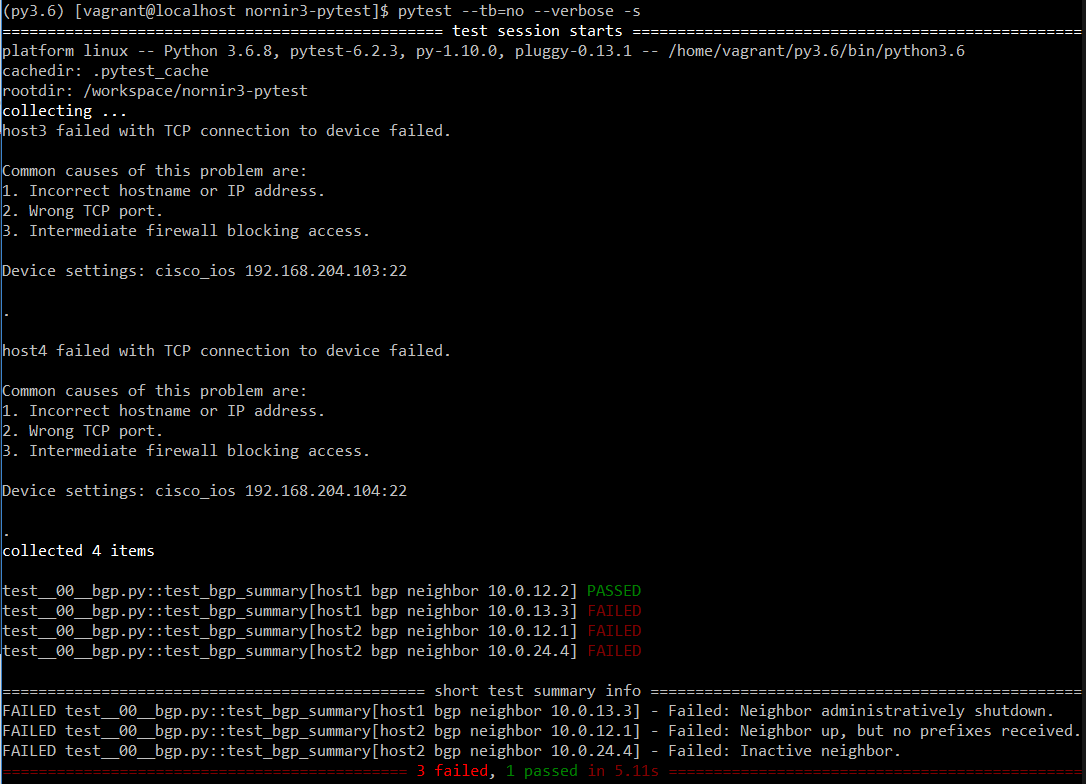 (py3.6) [vagrant@localhost nornir3-pytest]$ pytest --tb=no --verbose -s
================================================= test session starts ==================================================
platform linux -- Python 3.6.8, pytest-6.2.3, py-1.10.0, pluggy-0.13.1 -- /home/vagrant/py3.6/bin/python3.6
cachedir: .pytest_cache
rootdir: /workspace/nornir3-pytest
collecting ...
host3 failed with TCP connection to device failed.
Common causes of this problem are:
1. Incorrect hostname or IP address.
2. Wrong TCP port.
3. Intermediate firewall blocking access.
Device settings: cisco_ios 192.168.204.103:22
.
host4 failed with TCP connection to device failed.
Common causes of this problem are:
1. Incorrect hostname or IP address.
2. Wrong TCP port.
3. Intermediate firewall blocking access.
Device settings: cisco_ios 192.168.204.104:22
.
collected 4 items
test__00__bgp.py::test_bgp_summary[host1 bgp neighbor 10.0.12.2] PASSED
test__00__bgp.py::test_bgp_summary[host1 bgp neighbor 10.0.13.3] FAILED
test__00__bgp.py::test_bgp_summary[host2 bgp neighbor 10.0.12.1] FAILED
test__00__bgp.py::test_bgp_summary[host2 bgp neighbor 10.0.24.4] FAILED
=============================================== short test summary info ================================================
FAILED test__00__bgp.py::test_bgp_summary[host1 bgp neighbor 10.0.13.3] - Failed: Neighbor administratively shutdown.
FAILED test__00__bgp.py::test_bgp_summary[host2 bgp neighbor 10.0.12.1] - Failed: Neighbor up, but no prefixes received.
FAILED test__00__bgp.py::test_bgp_summary[host2 bgp neighbor 10.0.24.4] - Failed: Inactive neighbor.
============================================= 3 failed, 1 passed in 5.11s ==============================================